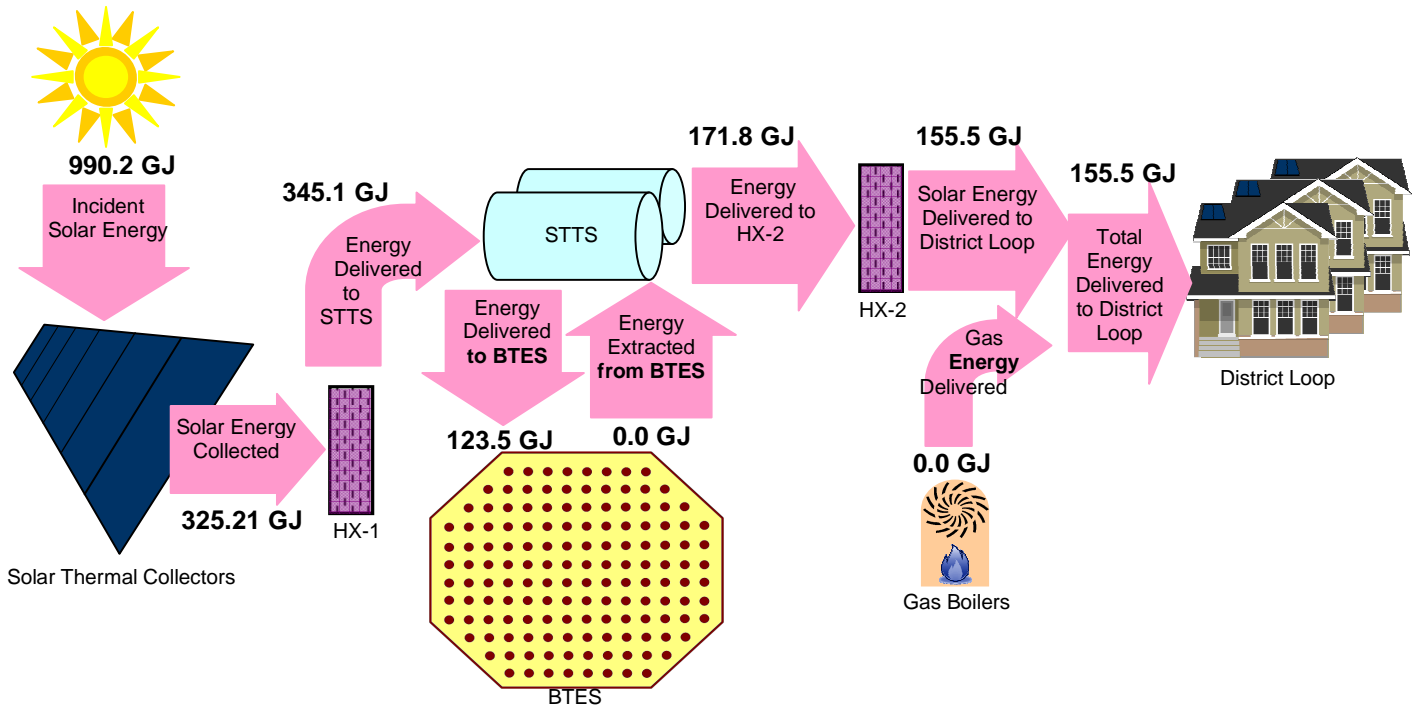 990.2 GJ
Incident
Solar Energy
345.1 GJ
Energy
Delivered
to
STTS
STTS
171.8 GJ
Energy
Delivered to
HX-2
155.5 GJ
Solar Energy
Delivered to
District Loop
155.5 GJ
Total
Energy
Delivered
to District
Loop
HX-2
Energy
Delivered
to BTES
Energy
Extracted
from BTES
Gas
Energy
Delivered
District Loop
Solar Energy
Collected
325.21 GJ
HX-1
123.5 GJ
0.0 GJ
0.0 GJ
Solar Thermal Collectors
Gas Boilers
BTES